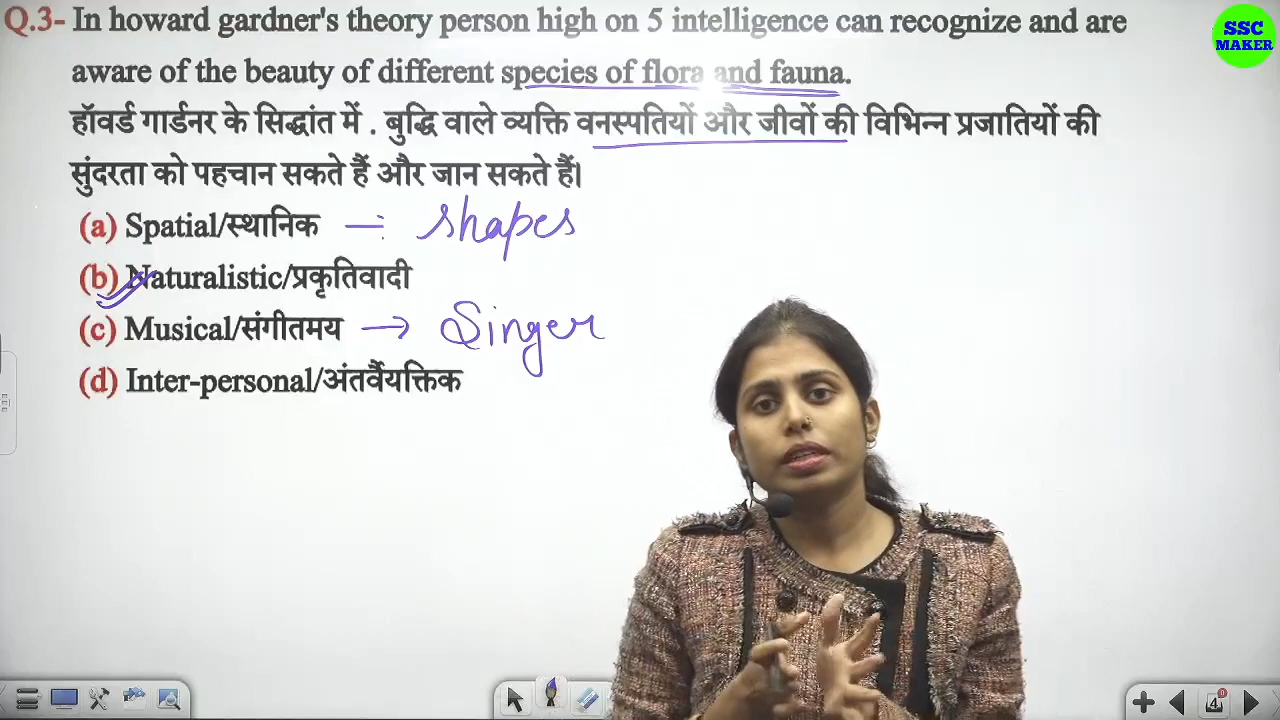 Q.3- In howard gardner's theory person high on 5 intelligence can recognize and are
aware of the beauty of different species of flora and fauna.
हॉवर्ड गार्डनर के सिद्धांत में . बुद्धि वाले व्यक्ति वनस्पतियों और जीवों की विभिन्न प्रजातियों की
सुंदरता को पहचान सकते हैं और जान सकते हैं।
(a) Spatial/स्थानिक — shapes
(b) Naturalistic/प्रकृतिवादी
(c) Musical/संगीतमय → Singer
(d) Inter-personal/अंतर्वैयक्तिक
SSC
MAKER
4